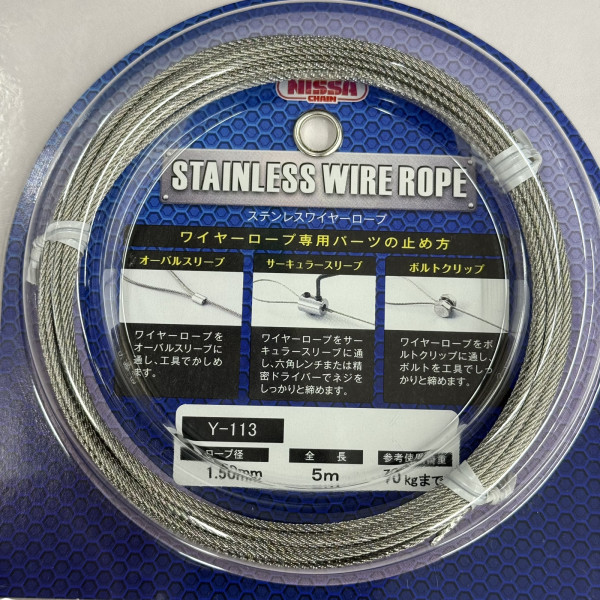 NISSA
CHAIN
STAINLESS WIRE ROPE
ステンレスワイヤーロープ
ワイヤーロープ専用パーツの止め方
オーバルスリーブ
ワイヤーロープを
オーバルスリーブに
通し、工具でかしめ
ます。
サーキュラースリーブ
ワイヤーロープをサー
キュラースリーブに通
し、六角レンチまたは精
密ドライバーでネジを
しっかりと締めます。
ボルトクリップ
ワイヤーロープをボ
ルトクリップに通し、
ボルトを工具でしっ
かりと締めます。
Y-113
ロープ径
1.50mm
全長
5m
参考使用荷重
70kgまで